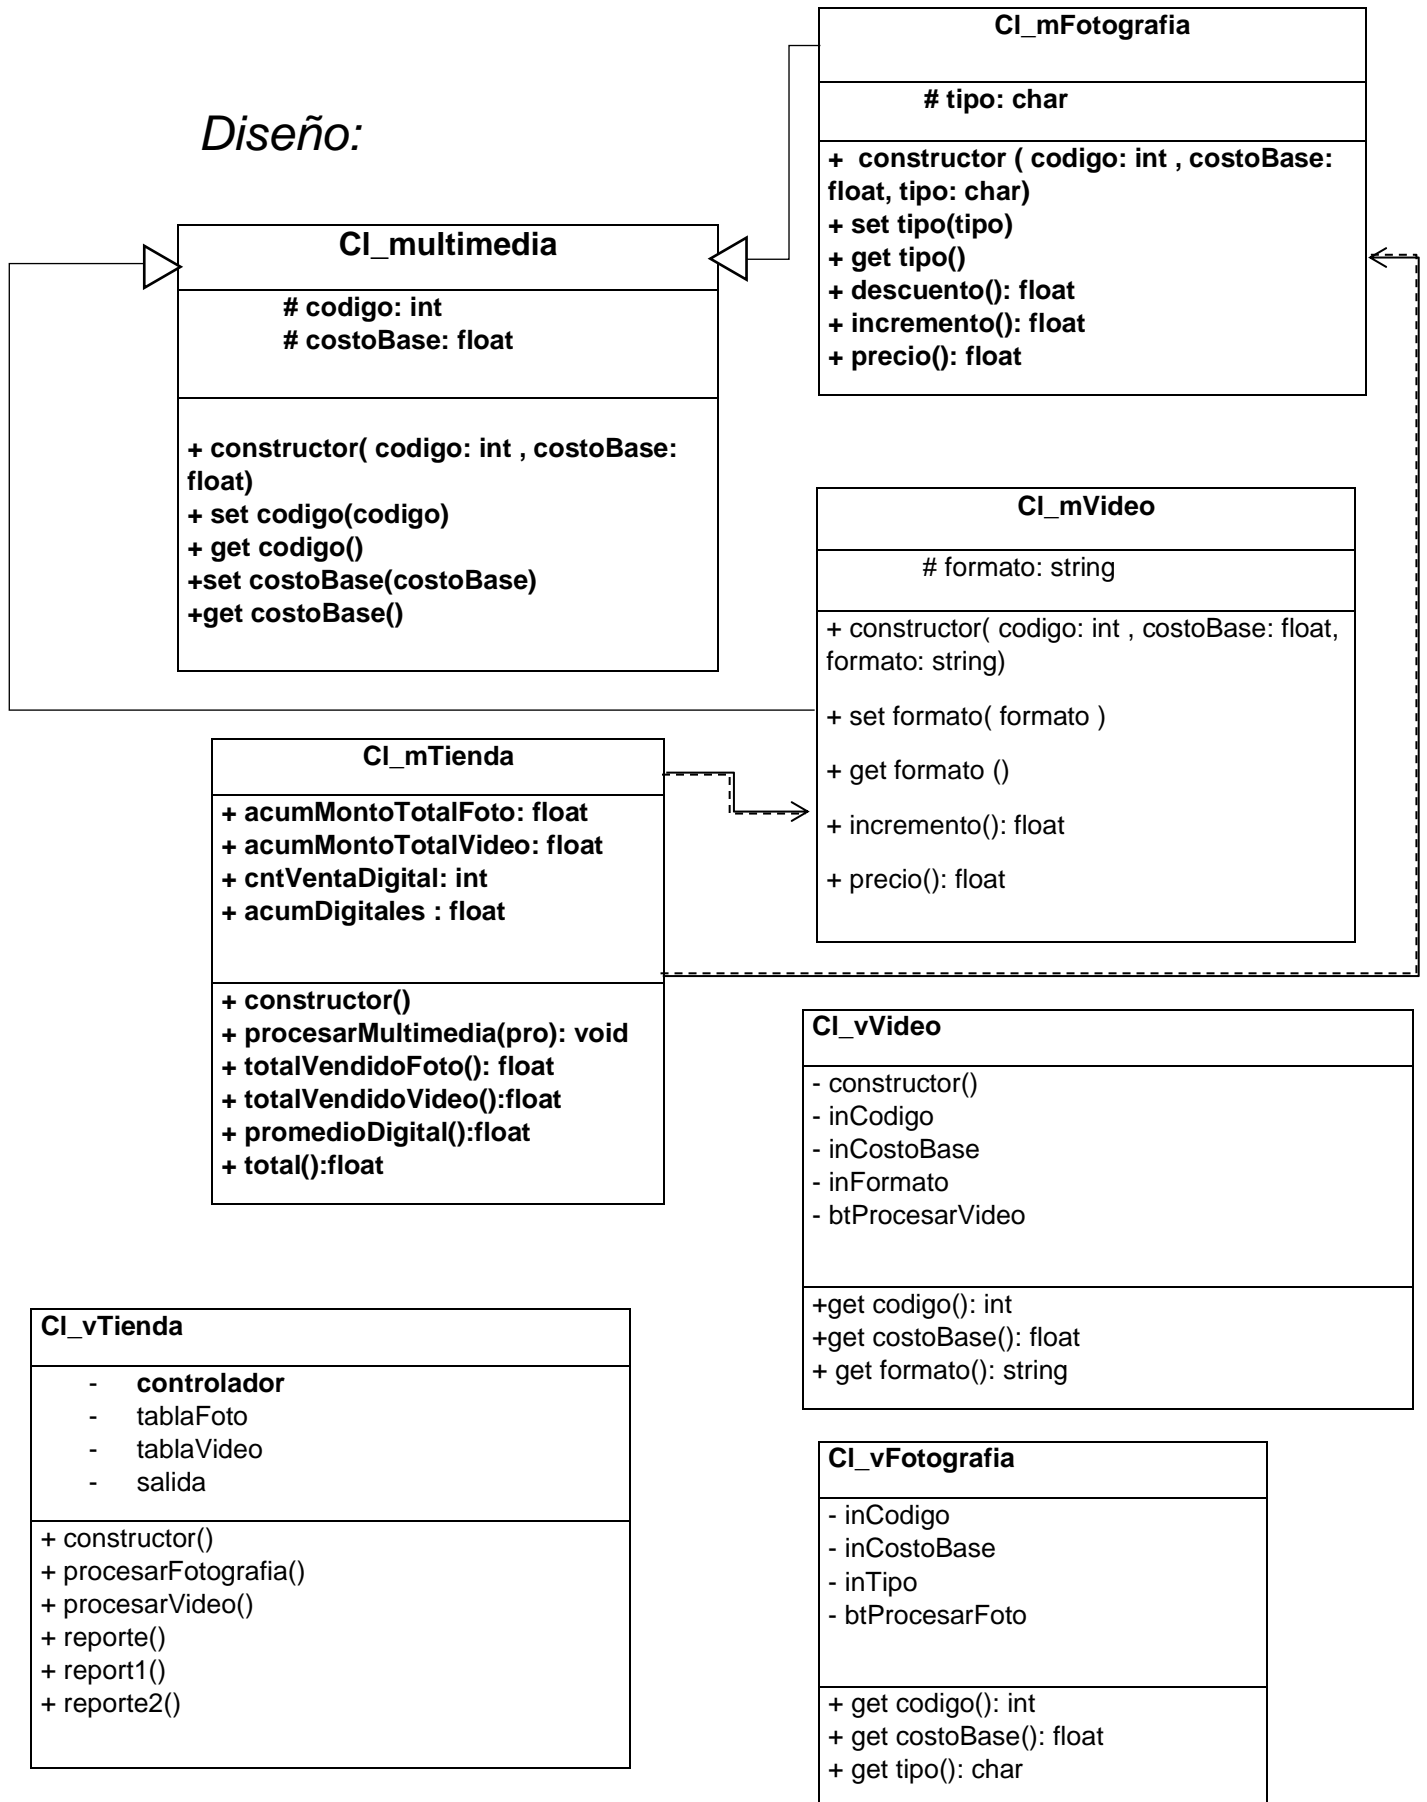 Diseño:
Cl_mFotografia
# tipo: char
+ constructor ( codigo: int , costoBase:
float, tipo: char)
+ set tipo(tipo)
+ get tipo()
+ descuento(): float
+ incremento(): float
+ precio(): float
Cl_multimedia
# codigo: int
# costoBase: float
+ constructor( codigo: int , costoBase:
float)
+ set codigo(codigo)
+ get codigo()
+set costoBase(costoBase)
+get costoBase()
Cl_mVideo
# formato: string
+ constructor( codigo: int , costoBase: float,
formato: string)
+ set formato( formato )
+ get formato ()
+ incremento(): float
+ precio(): float
Cl_mTienda
+ acumMontoTotalFoto: float
+ acumMontoTotalVideo: float
+ cntVentaDigital: int
+ acumDigitales : float
+ constructor()
+ procesarMultimedia(pro): void
+ totalVendidoFoto(): float
+ totalVendidoVideo():float
+ promedioDigital():float
+ total():float
Cl_vVideo
- constructor()
- inCodigo
- inCostoBase
- inFormato
- btProcesarVideo
+get codigo(): int
+get costoBase(): float
+ get formato(): string
Cl_vTienda
- controlador
- tablaFoto
- tablaVideo
- salida
+ constructor()
+ procesarFotografia()
+ procesarVideo()
+ reporte()
+ report1()
+ reporte2()
Cl_vFotografia
- inCodigo
- inCostoBase
- inTipo
- btProcesarFoto
+ get codigo(): int
+ get costoBase(): float
+ get tipo(): char